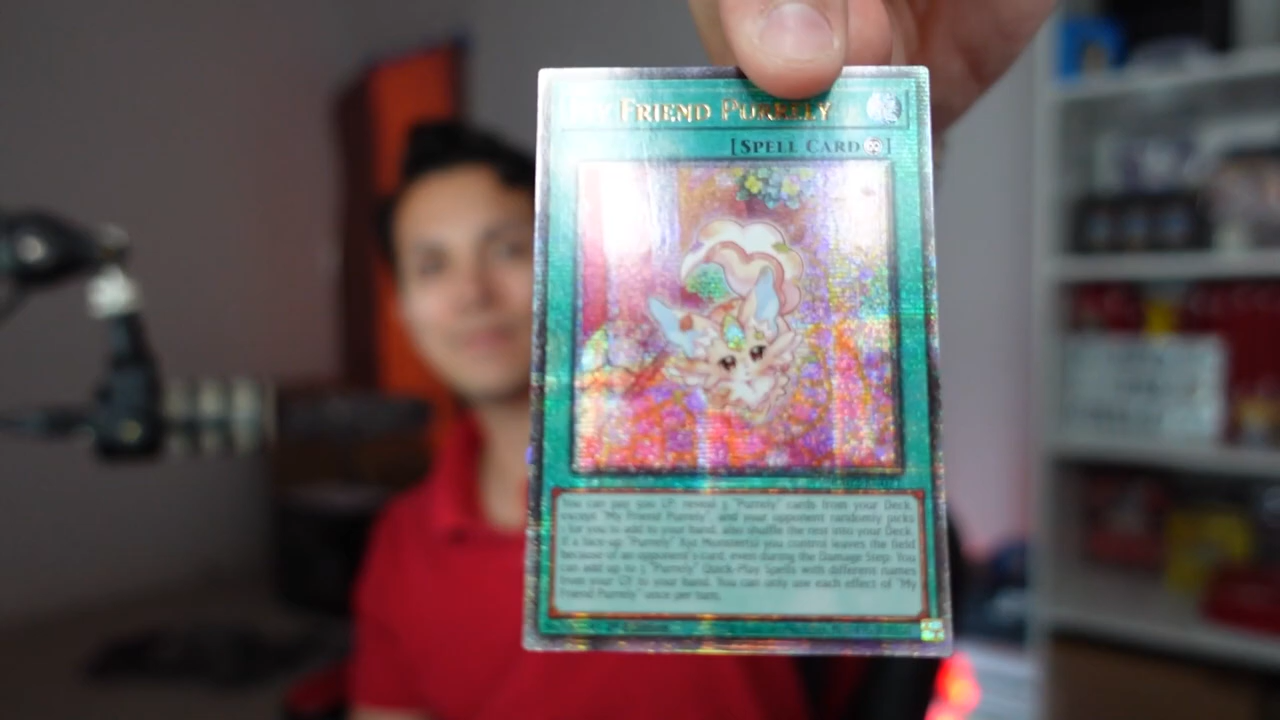 My Friend Purrely
[Spell Card]
You can pay 500 LP; reveal 3 "Purrely" cards from your Deck,
except "My Friend Purrely", and your opponent randomly picks
1 for you to add to your hand, also shuffle the rest into your Deck.
If a face-up "Purrely" Xyz Monster(s) you control leaves the field
because of an opponent's card, even during the Damage Step: You
can add up to 3 "Purrely" Quick-Play Spells with different names
from your GY to your hand. You can only use each effect of "My
Friend Purrely" once per turn.